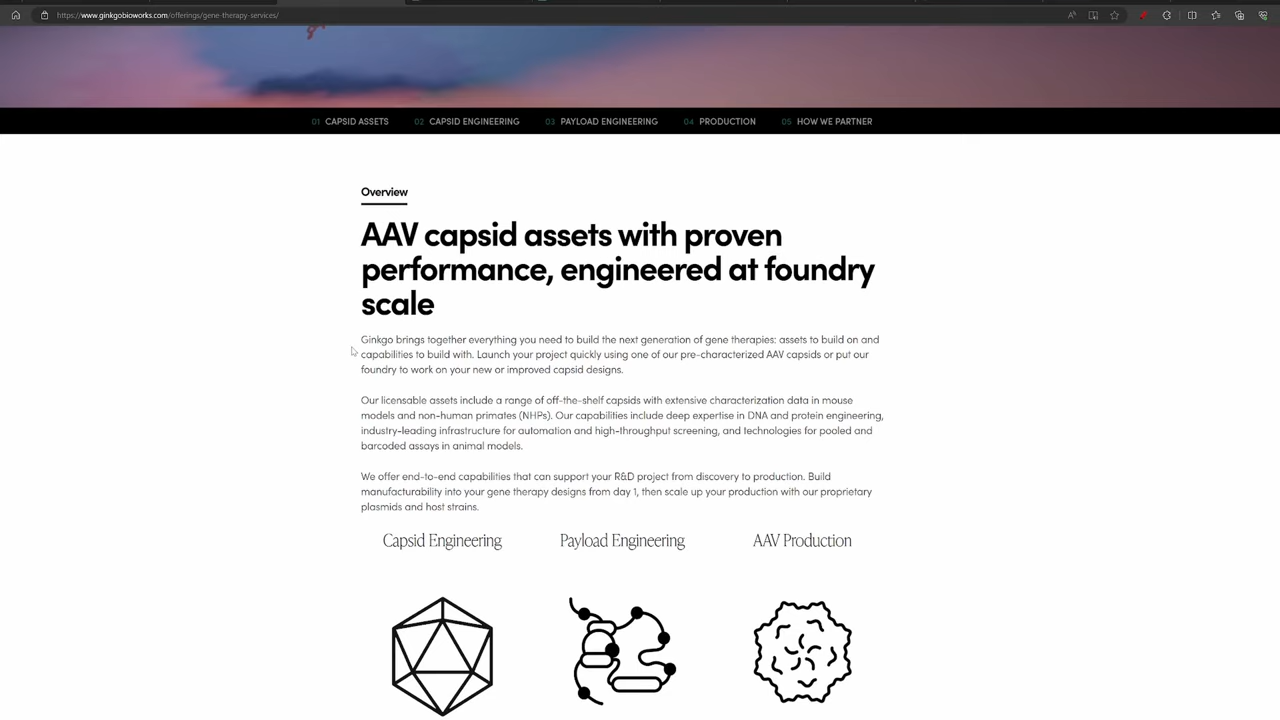 https://www.ginkgobioworks.com/offerings/gene-therapy-services/
01 CAPSID ASSETS 02 CAPSID ENGINEERING 03 PAYLOAD ENGINEERING 04 PRODUCTION 05 HOW WE PARTNER
Overview
AAV capsid assets with proven
performance, engineered at foundry
scale
Ginkgo brings together everything you need to build the next generation of gene therapies: assets to build on and
capabilities to build with. Launch your project quickly using one of our pre-characterized AAV capsids or put our
foundry to work on your new or improved capsid designs.
Our licensable assets include a range of off-the-shelf capsids with extensive characterization data in mouse
models and non-human primates (NHPs). Our capabilities include deep expertise in DNA and protein engineering,
industry-leading infrastructure for automation and high-throughput screening, and technologies for pooled and
barcoded assays in animal models.
We offer end-to-end capabilities that can support your R&D project from discovery to production. Build
manufacturability into your gene therapy designs from day 1, then scale up your production with our proprietary
plasmids and host strains.
Capsid Engineering Payload Engineering AAV Production